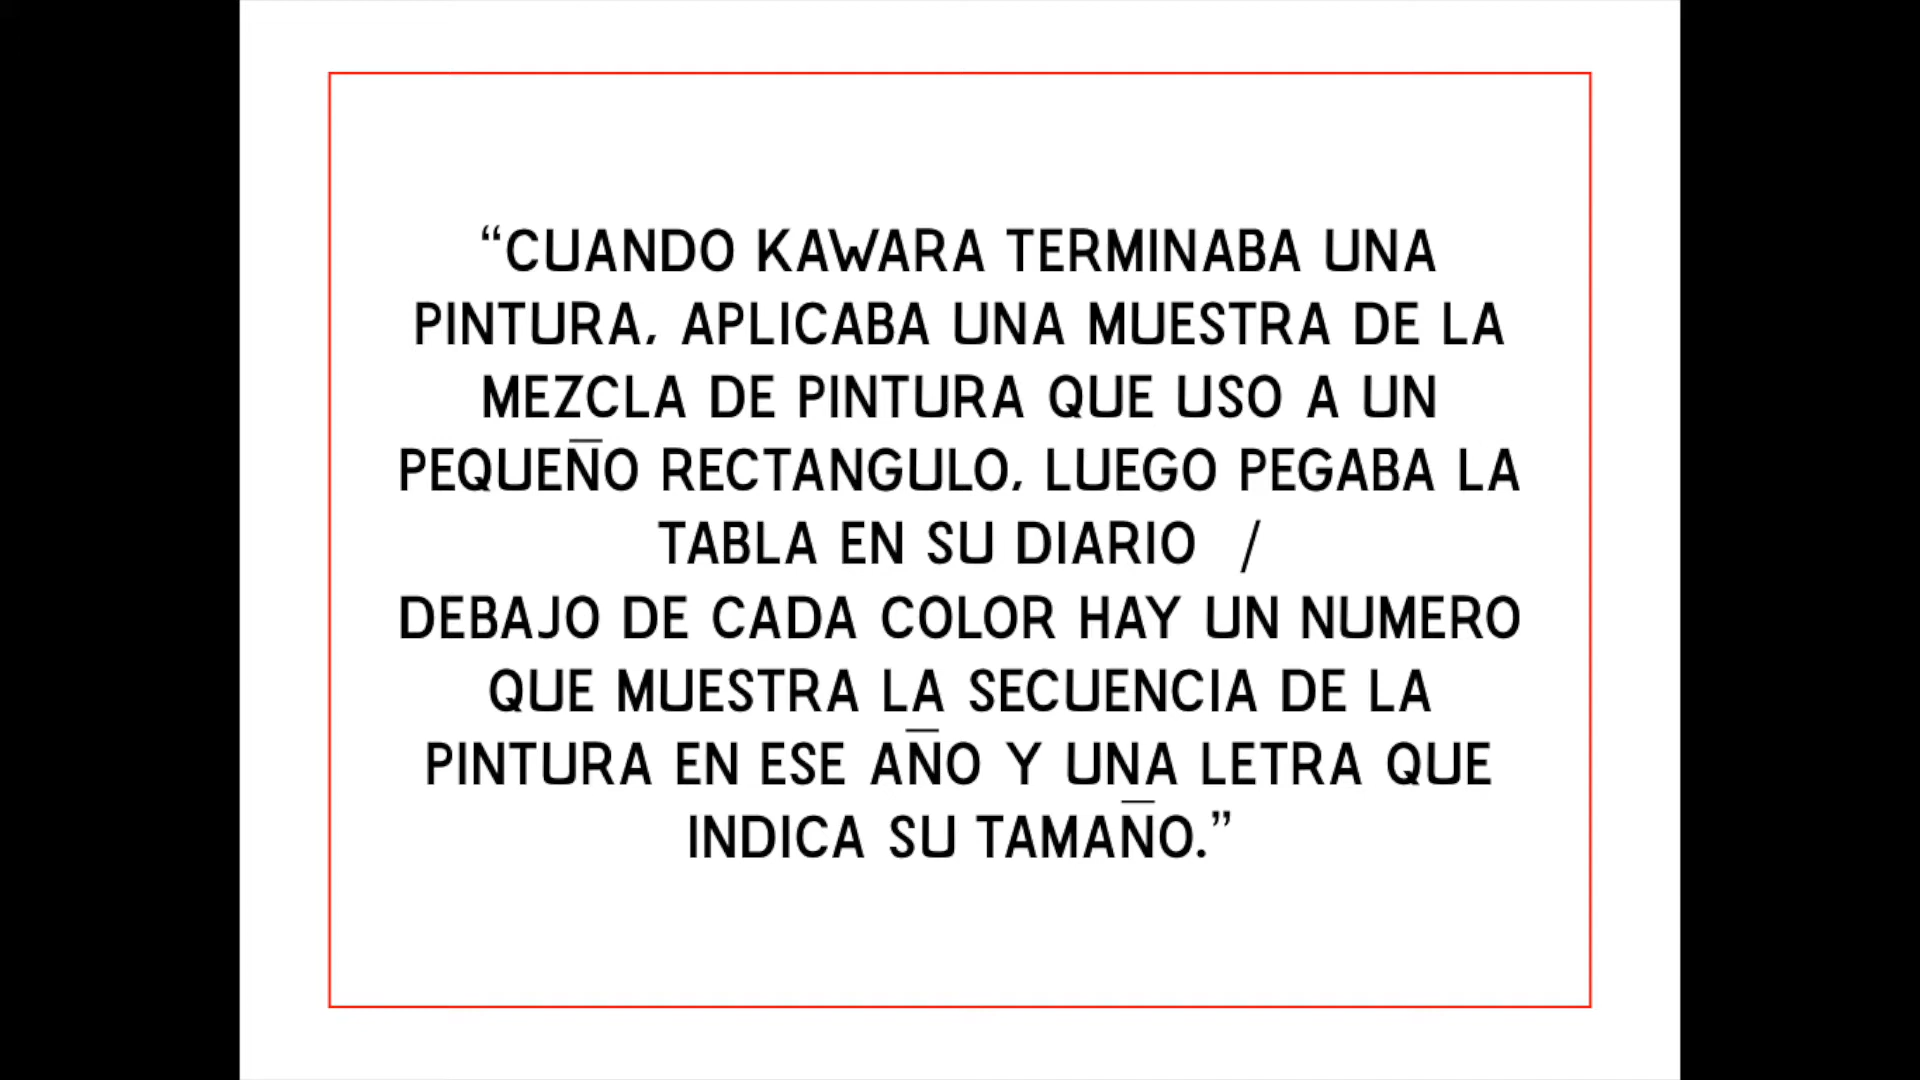 “CUANDO KAWARA TERMINABA UNA
PINTURA, APLICABA UNA MUESTRA DE LA
MEZCLA DE PINTURA QUE USO A UN
PEQUEÑO RECTANGULO, LUEGO PEGABA LA
TABLA EN SU DIARIO /
DEBAJO DE CADA COLOR HAY UN NUMERO
QUE MUESTRA LA SECUENCIA DE LA
PINTURA EN ESE AÑO Y UNA LETRA QUE
INDICA SU TAMAÑO.”